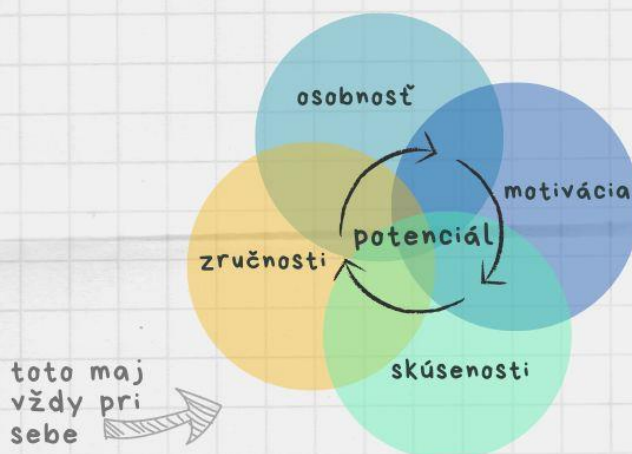 osobnosť
motivácia
potenciál
zručnosti
skúsenosti
toto maj
vždy pri
sebe